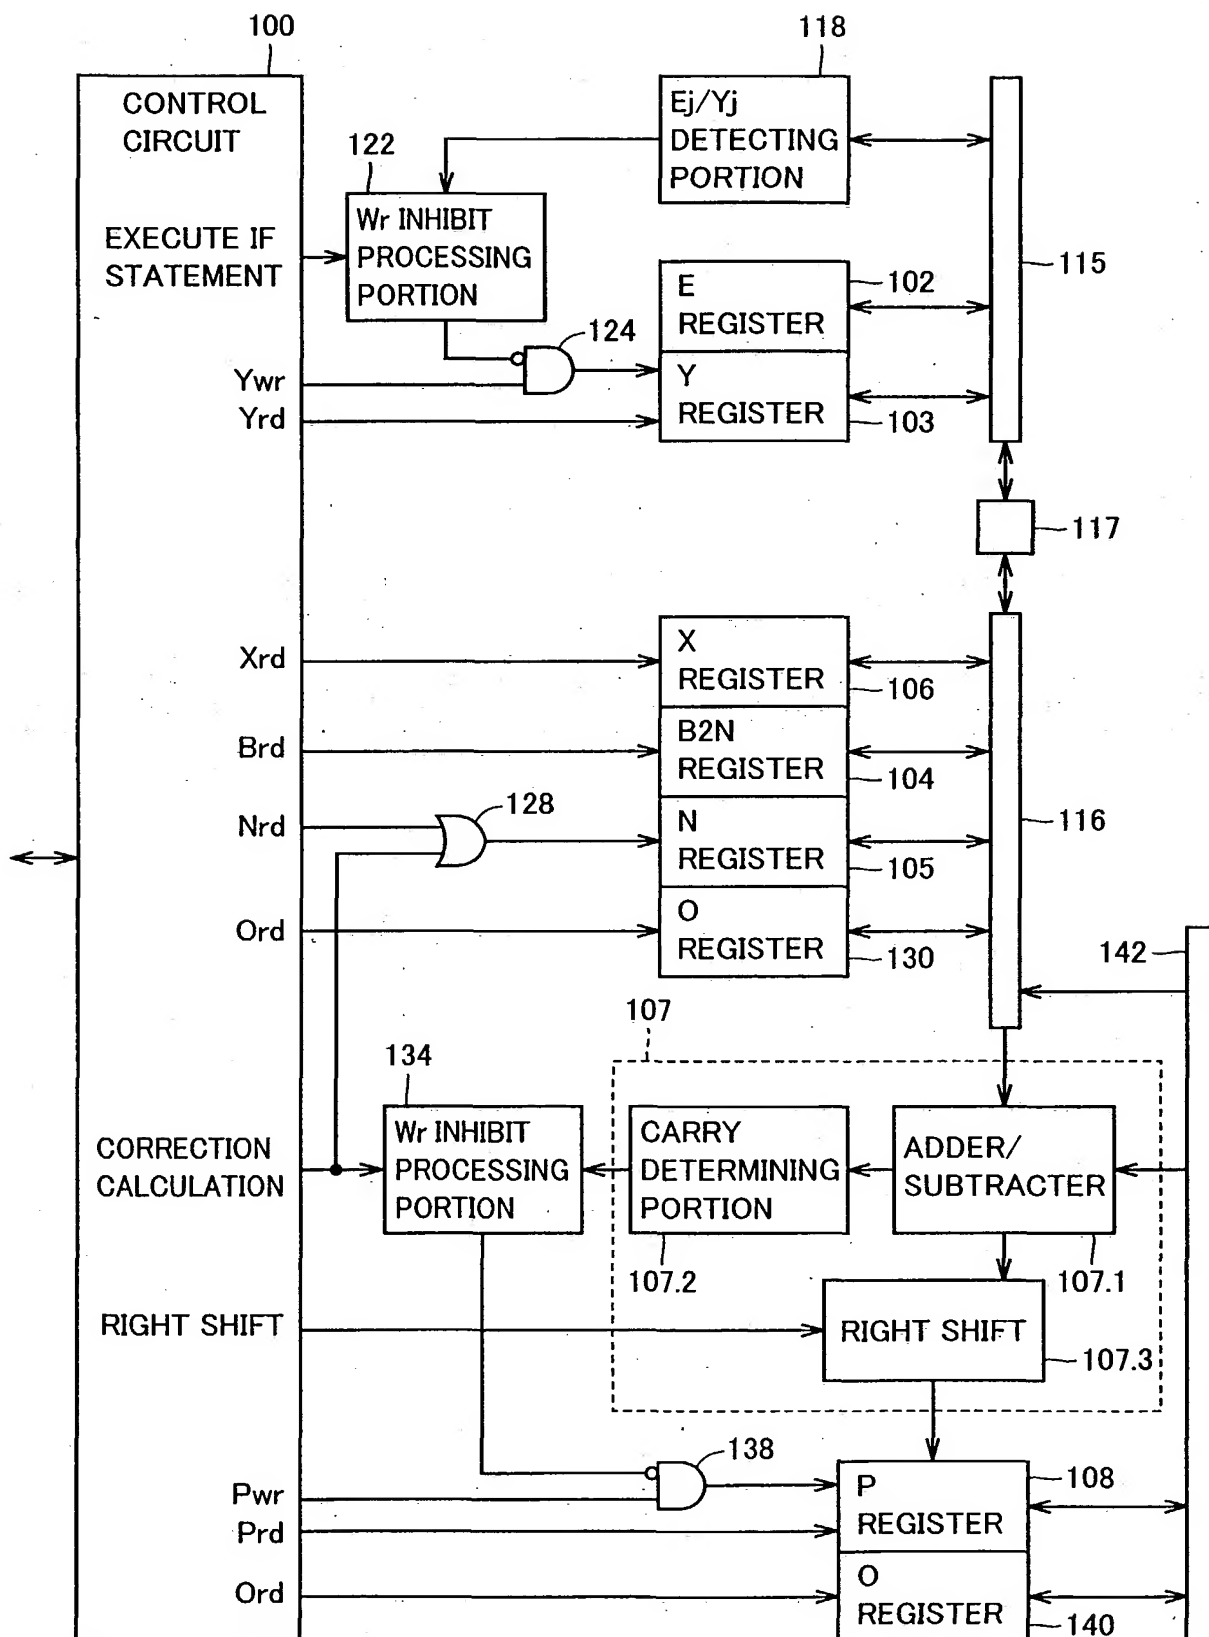 100
118
CONTROL
CIRCUIT
Ej/Yj
DETECTING
PORTION
122
Wr INHIBIT
PROCESSING
PORTION
EXECUTE IF
STATEMENT
115
E
REGISTER
102
124
Ywr
Yrd
Y
REGISTER
103
117
Xrd
X
REGISTER
106
Brd
B2N
REGISTER
104
128
Nrd
N
REGISTER
105
116
Ord
O
REGISTER
130
142
107
134
CORRECTION
CALCULATION
Wr INHIBIT
PROCESSING
PORTION
CARRY
DETERMINING
PORTION
ADDER/
SUBTRACTER
107.2
107.1
RIGHT SHIFT
RIGHT SHIFT
107.3
138
Pwr
Prd
P
REGISTER
108
Ord
O
REGISTER
140